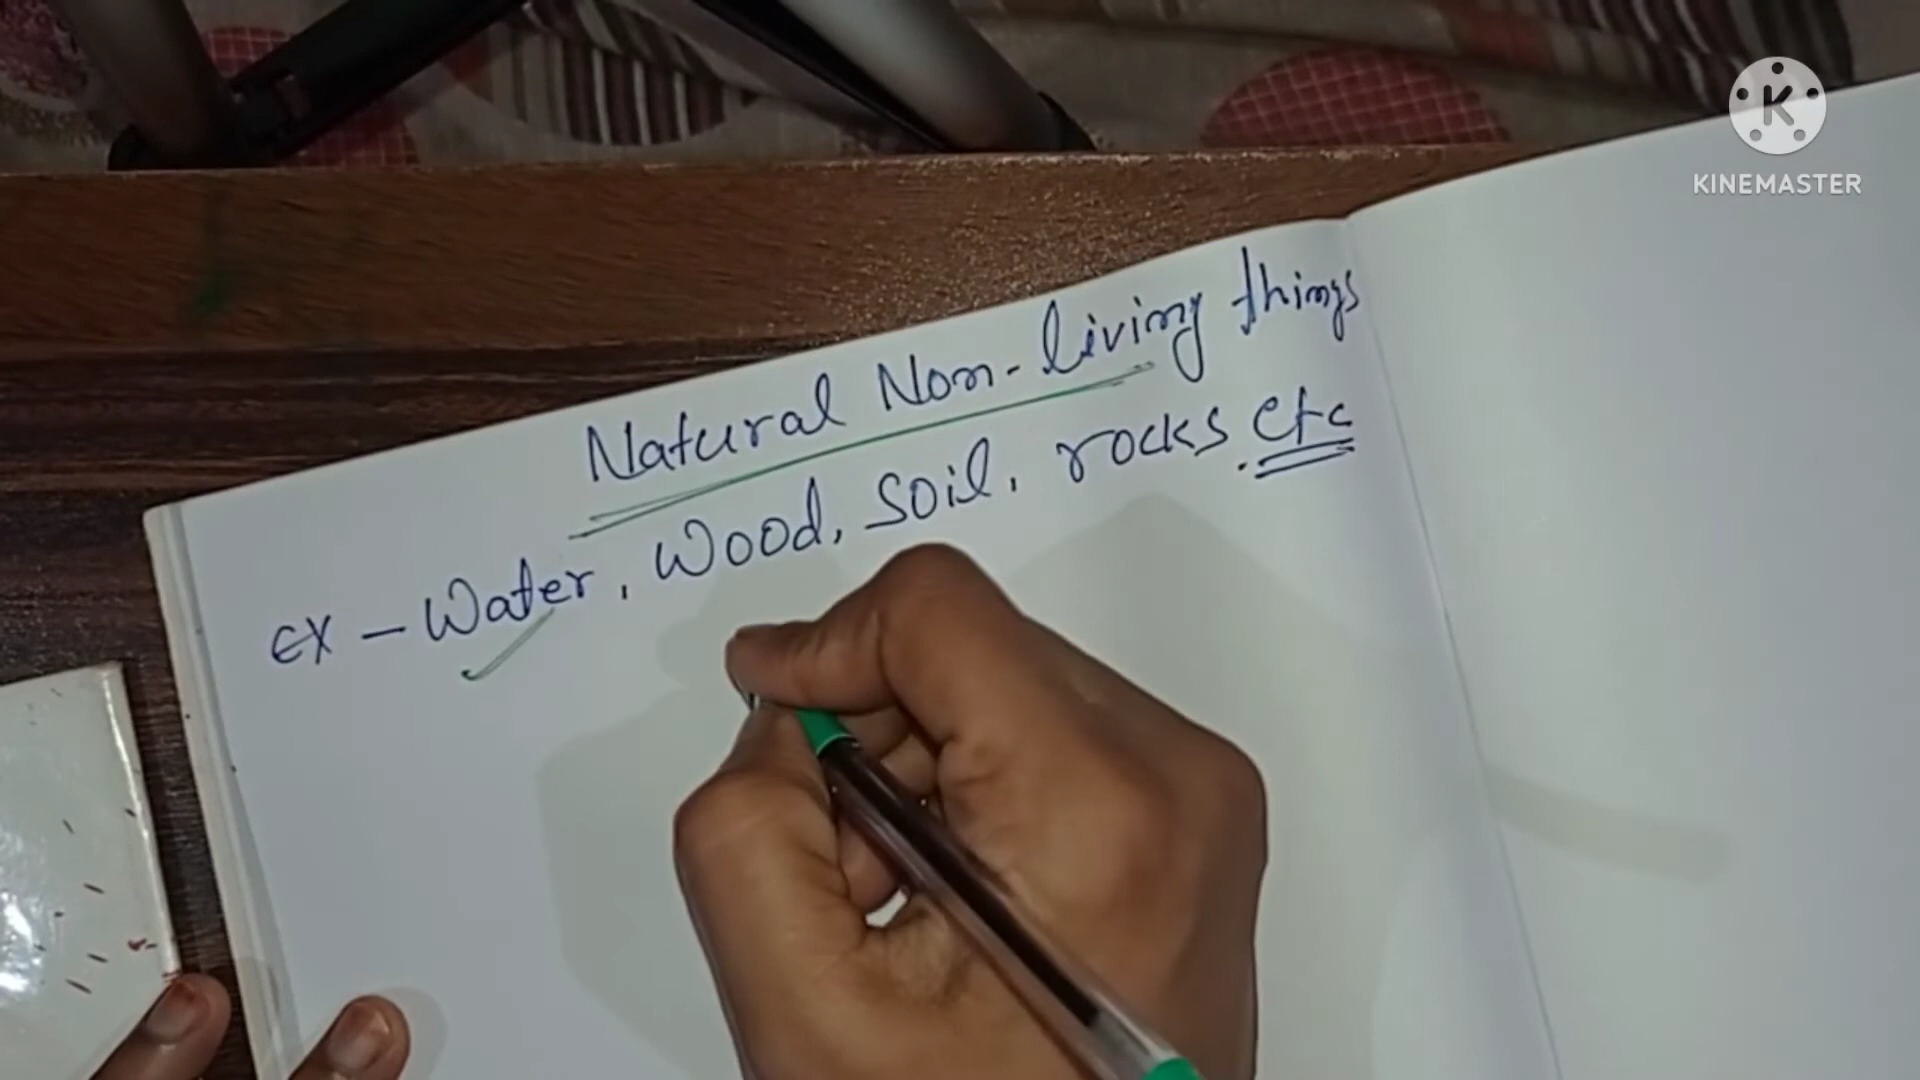 KINEMASTER
Natural Non-living things
EX - Water, Wood, Soil, rocks etc